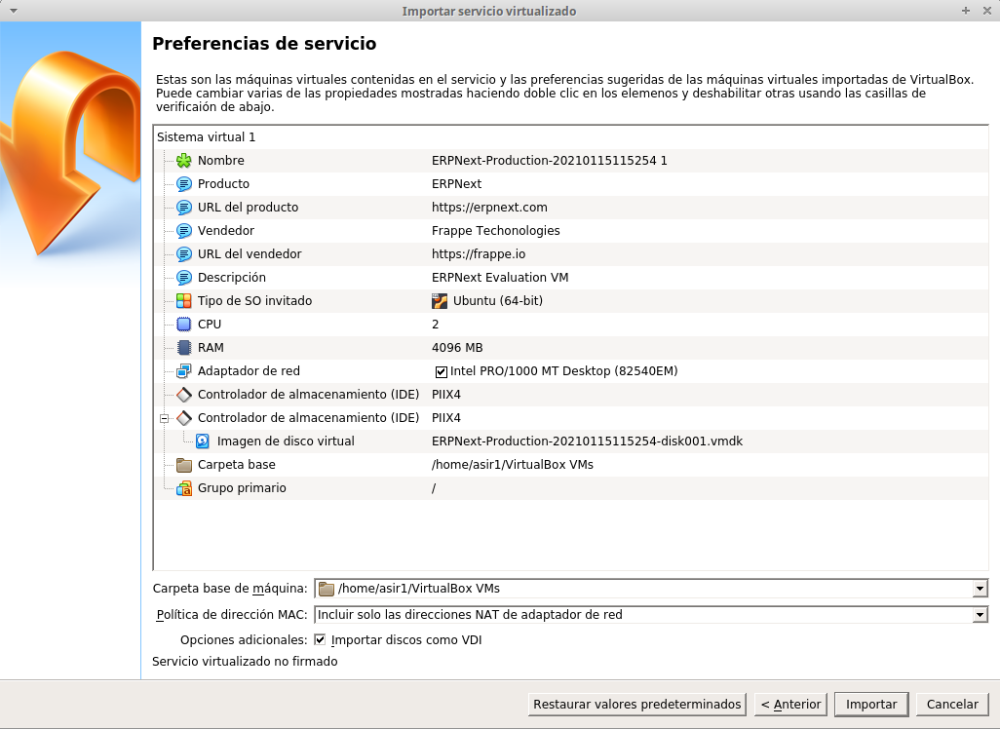 Importar servicio virtualizado
Preferencias de servicio
Estas son las máquinas virtuales contenidas en el servicio y las preferencias sugeridas de las máquinas virtuales importadas de VirtualBox.
Puede cambiar varias de las propiedades mostradas haciendo doble clic en los elemenos y deshabilitar otras usando las casillas de
verificaión de abajo.
Sistema virtual 1
Nombre ERPNext-Production-20210115115254 1
Producto ERPNext
URL del producto https://erpnext.com
Vendedor Frappe Techonologies
URL del vendedor https://frappe.io
Descripción ERPNext Evaluation VM
Tipo de SO invitado Ubuntu (64-bit)
CPU 2
RAM 4096 MB
Adaptador de red Intel PRO/1000 MT Desktop (82540EM)
Controlador de almacenamiento (IDE) PIIX4
Controlador de almacenamiento (IDE) PIIX4
Imagen de disco virtual ERPNext-Production-20210115115254-disk001.vmdk
Carpeta base /home/asir1/VirtualBox VMs
Grupo primario /
Carpeta base de máquina: /home/asir1/VirtualBox VMs
Política de dirección MAC: Incluir solo las direcciones NAT de adaptador de red
Opciones adicionales: Importar discos como VDI
Servicio virtualizado no firmado
Restaurar valores predeterminados < Anterior Importar Cancelar